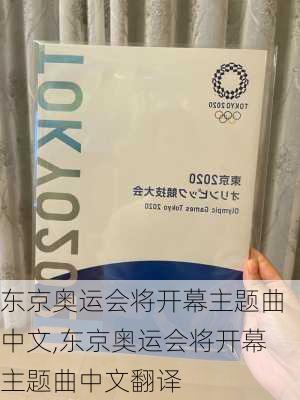 TOKYO 2020
TOKYO2020
東京2020
オリンピック競技大会
Olympic Games Tokyo 2020
东京奥运会将开幕主题曲
中文,东京奥运会将开幕
主题曲中文翻译